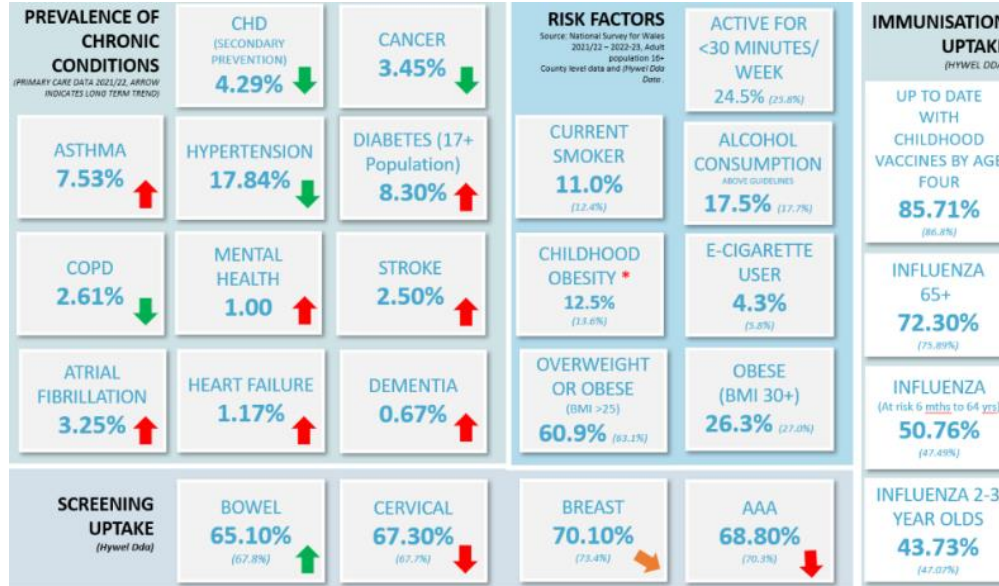 PREVALENCE OF
CHRONIC
CONDITIONS
(PRIMARY CARE DATA 2021/22, ARROW
INDICATES LONG TERM TREND)
CHD
(SECONDARY
PREVENTION)
4.29%
CANCER
3.45%
ASTHMA
7.53%
HYPERTENSION
17.84%
DIABETES (17+
Population)
8.30%
COPD
2.61%
MENTAL
HEALTH
1.00
STROKE
2.50%
ATRIAL
FIBRILLATION
3.25%
HEART FAILURE
1.17%
DEMENTIA
0.67%
RISK FACTORS
Source: National Survey for Wales
2021/22 – 2022-23, Adult
population 16+
County level data and (Hywel Dda
Data.
ACTIVE FOR
<30 MINUTES/
WEEK
24.5% (25.8%)
CURRENT
SMOKER
11.0%
(12.4%)
ALCOHOL
CONSUMPTION
ABOVE GUIDELINES
17.5% (17.7%)
CHILDHOOD
OBESITY *
12.5%
(13.6%)
E-CIGARETTE
USER
4.3%
(5.8%)
OVERWEIGHT
OR OBESE
(BMI >25)
60.9% (63.1%)
OBESE
(BMI 30+)
26.3% (27.0%)
IMMUNISATION
UPTAKE
(HYWEL DDA
UP TO DATE
WITH
CHILDHOOD
VACCINES BY AGE
FOUR
85.71%
(86.8%)
INFLUENZA
65+
72.30%
(75.89%)
INFLUENZA
(At risk 6 mths to 64 yrs)
50.76%
(47.49%)
INFLUENZA 2-3
YEAR OLDS
43.73%
(47.07%)
SCREENING
UPTAKE
(Hywel Dda)
BOWEL
65.10%
(67.8%)
CERVICAL
67.30%
(67.7%)
BREAST
70.10%
(73.4%)
AAA
68.80%
(70.3%)